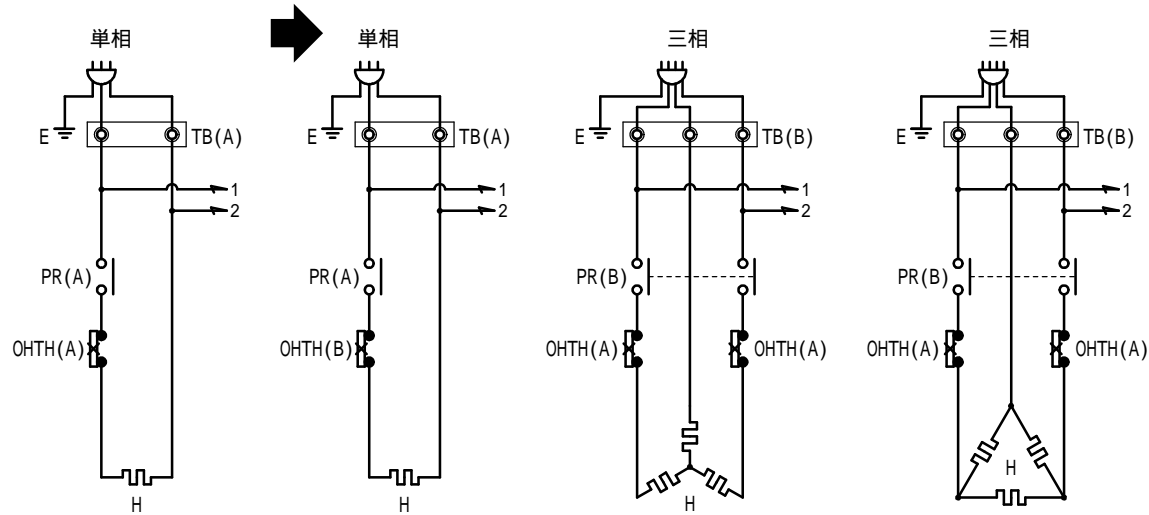 単相 単相 三相 三相
E TB(A) E TB(A) E TB(B) E TB(B)
1 1 1 1
2 2 2 2
PR(A) PR(A) PR(B) PR(B)
OHTH(A) OHTH(B) OHTH(A) OHTH(A) OHTH(A) OHTH(A)
H H H H